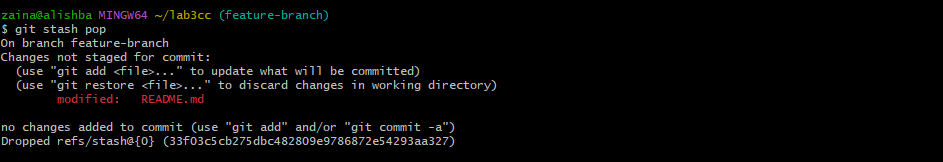 zaina@alishba MINGW64 ~/lab3cc (feature-branch)
$ git stash pop
On branch feature-branch
Changes not staged for commit:
  (use "git add <file>..." to update what will be committed)
  (use "git restore <file>..." to discard changes in working directory)
        modified:   README.md

no changes added to commit (use "git add" and/or "git commit -a")
Dropped refs/stash@{0} (33f03c5cb275dbc482809e9786872e54293aa327)